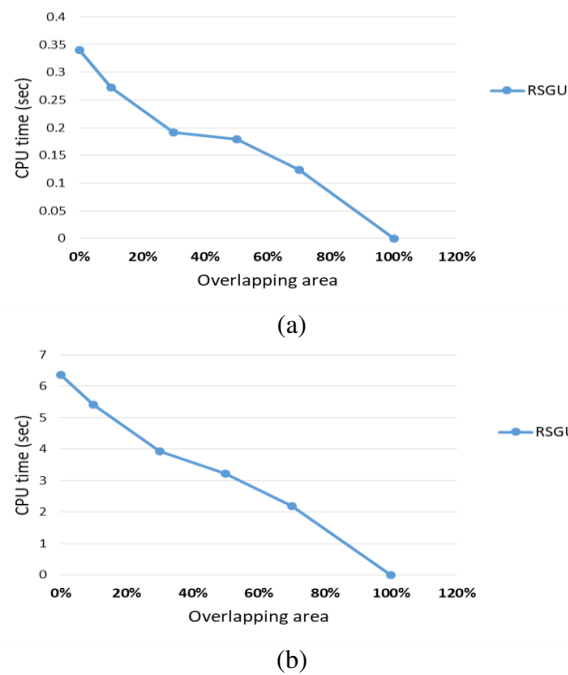 0.4
0.35
0.3
0.25
0.2
0.15
0.1
0.05
0
CPU time (sec)
0% 20% 40% 60% 80% 100% 120%
Overlapping area
RSGU
(a)
7
6
5
4
3
2
1
0
CPU time (sec)
0% 20% 40% 60% 80% 100% 120%
Overlapping area
RSGU
(b)